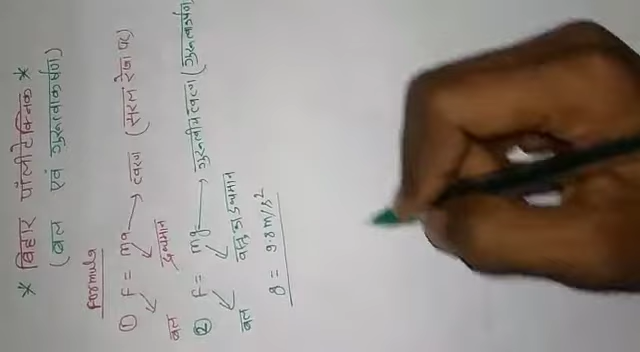 * बिहार पॉलीटेक्निक *
(बल एवं गुरुत्वाकर्षण)
Formula
① F = ma → त्वरण (सरल रेखा पर)
बल द्रव्यमान
② F = mg → गुरुत्वीय त्वरण (गुरुत्वाकर्षण
बल वस्तु का द्रव्यमान
g = 9.8 m/s²